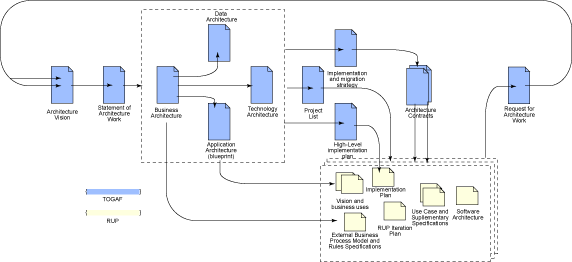 Data
Architecture
Architecture
Vision
Statement of
Architecture
Work
Business
Architecture
Technology
Architecture
Application
Architecture
(blueprint)
Implementation
and migration
strategy
Project
List
High-Level
implementation
plan
Architecture
Contracts
Request for
Architecture
Work
TOGAF
RUP
Vision and
business uses
Implementation
Plan
External Business
Process Model and
Rules Specifications
RUP Iteration
Plan
Use Case and
Supllementary
Specifications
Software
Architecture